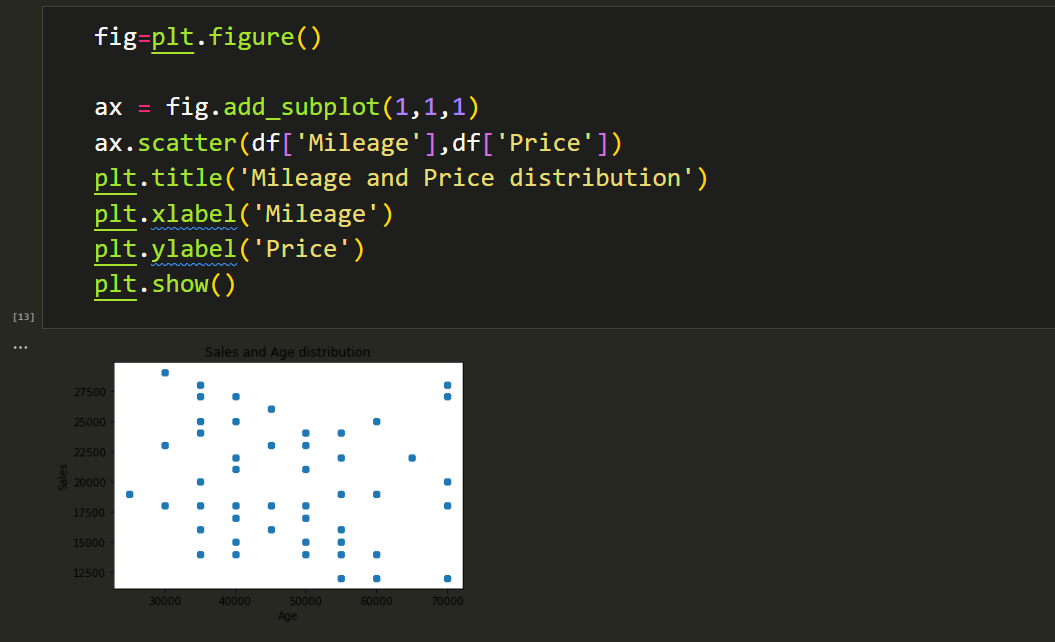 fig=plt.figure()
ax = fig.add_subplot(1,1,1)
ax.scatter(df['Mileage'],df['Price'])
plt.title('Mileage and Price distribution')
plt.xlabel('Mileage')
plt.ylabel('Price')
plt.show()
[13]
...
Sales and Age distribution
27500
25000
22500
20000
17500
15000
12500
Sales
30000 40000 50000 60000 70000
Age